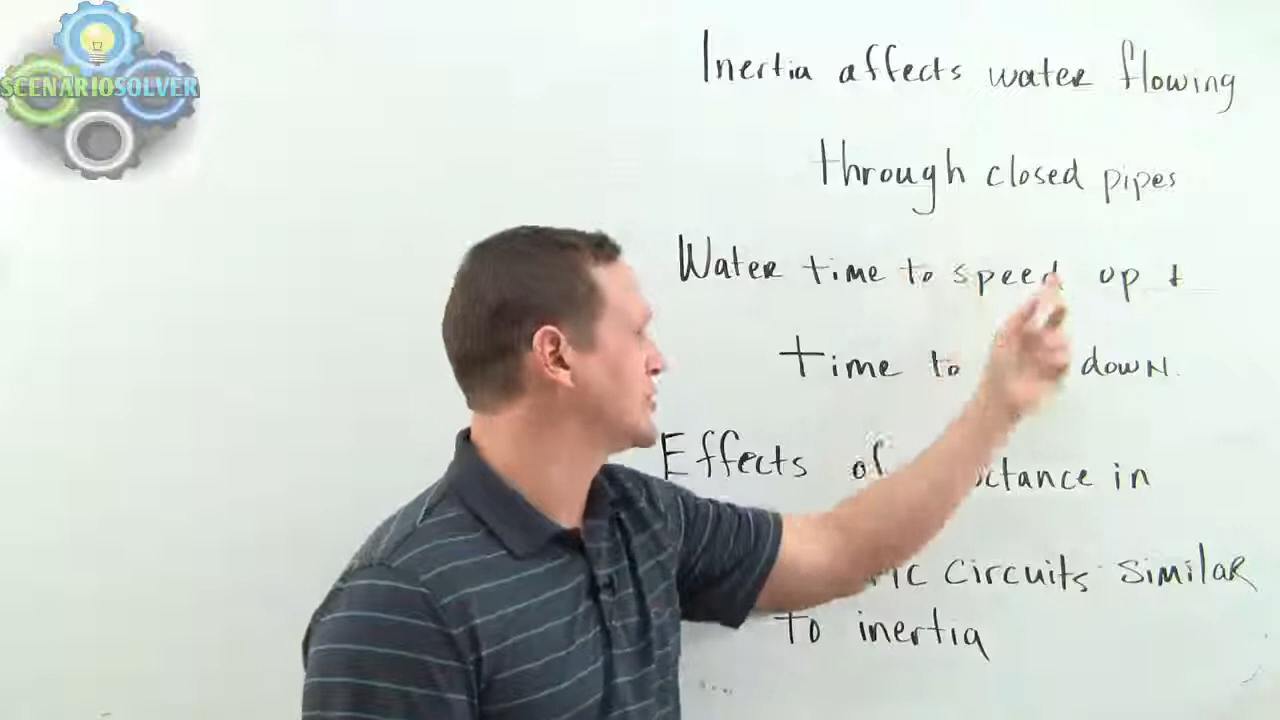 SCENARIOSOLVER
Inertia affects water flowing
through closed pipes
Water time to speed up +
time to down.
Effects of in
circuits similar
to inertia